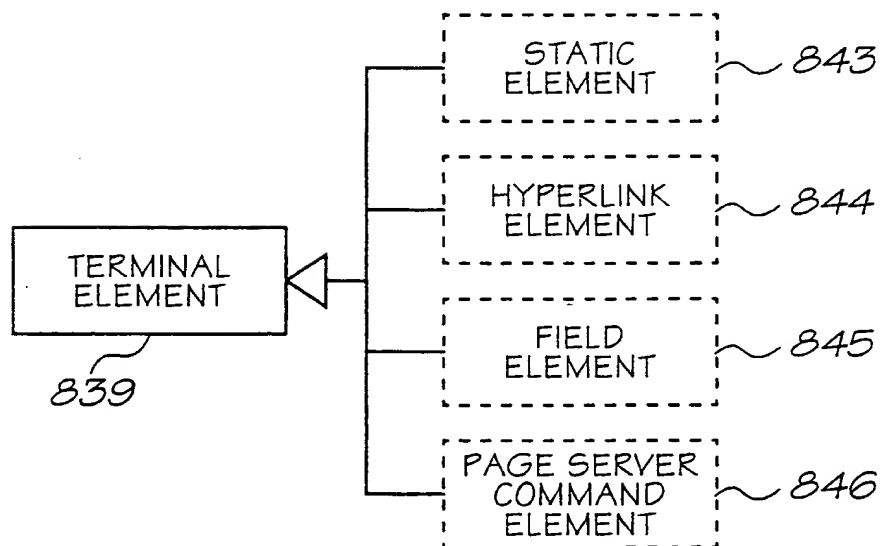 STATIC
ELEMENT
843
HYPERLINK
ELEMENT
844
TERMINAL
ELEMENT
839
FIELD
ELEMENT
845
PAGE SERVER
COMMAND
ELEMENT
846